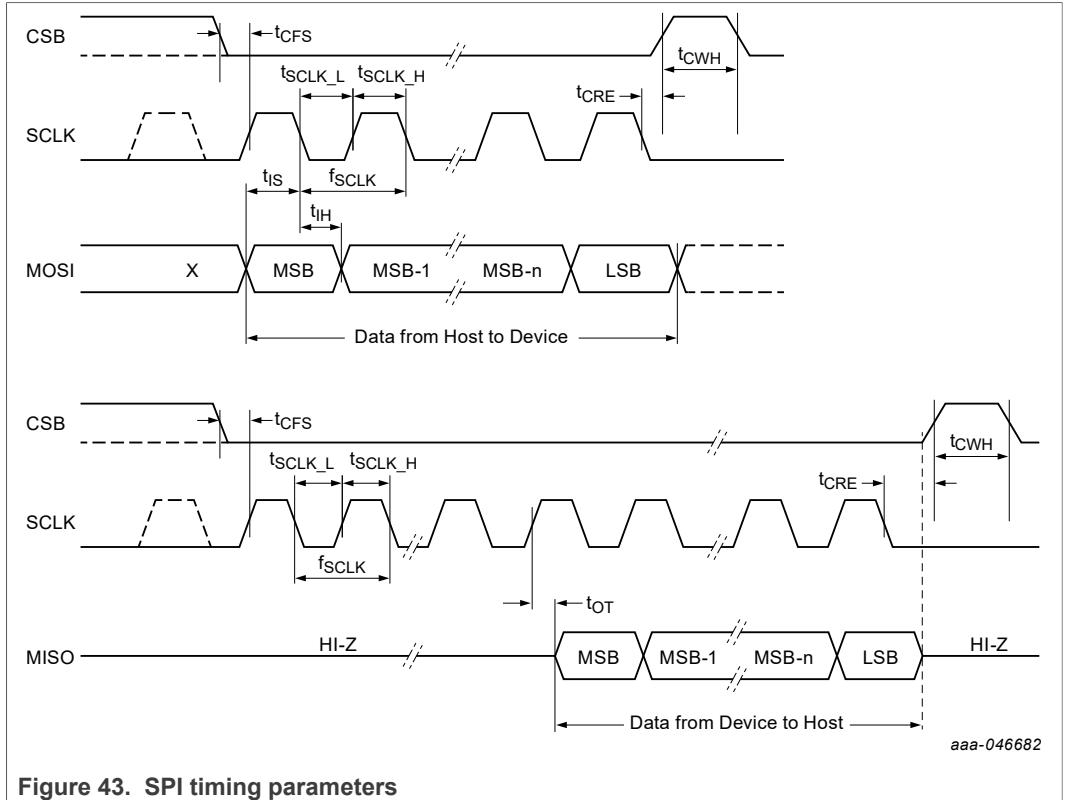 CSB
tCFS
tCWH
tSCLK_L
tSCLK_H
tCRE
SCLK
tIS
fSCLK
tIH
MOSI
X
MSB
MSB-1
MSB-n
LSB
Data from Host to Device
CSB
tCFS
tCWH
tSCLK_L
tSCLK_H
tCRE
SCLK
fSCLK
tOT
MISO
HI-Z
MSB
MSB-1
MSB-n
LSB
HI-Z
Data from Device to Host
aaa-046682
Figure 43. SPI timing parameters